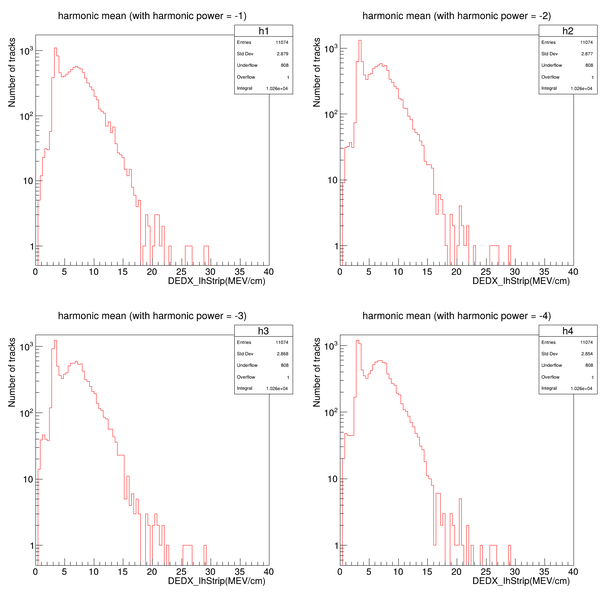 harmonic mean (with harmonic power = -1)
h1
Entries 11074
Std Dev 2.879
Underflow 808
Overflow 1
Integral 1.026e+04
Number of tracks
10³
10²
10
1
0 5 10 15 20 25 30 35 40
DEDX_IhStrip(MEV/cm)
harmonic mean (with harmonic power = -2)
h2
Entries 11074
Std Dev 2.877
Underflow 808
Overflow 1
Integral 1.026e+04
Number of tracks
10³
10²
10
1
0 5 10 15 20 25 30 35 40
DEDX_IhStrip(MEV/cm)
harmonic mean (with harmonic power = -3)
h3
Entries 11074
Std Dev 2.868
Underflow 808
Overflow 1
Integral 1.026e+04
Number of tracks
10³
10²
10
1
0 5 10 15 20 25 30 35 40
DEDX_IhStrip(MEV/cm)
harmonic mean (with harmonic power = -4)
h4
Entries 11074
Std Dev 2.854
Underflow 808
Overflow 1
Integral 1.026e+04
Number of tracks
10³
10²
10
1
0 5 10 15 20 25 30 35 40
DEDX_IhStrip(MEV/cm)